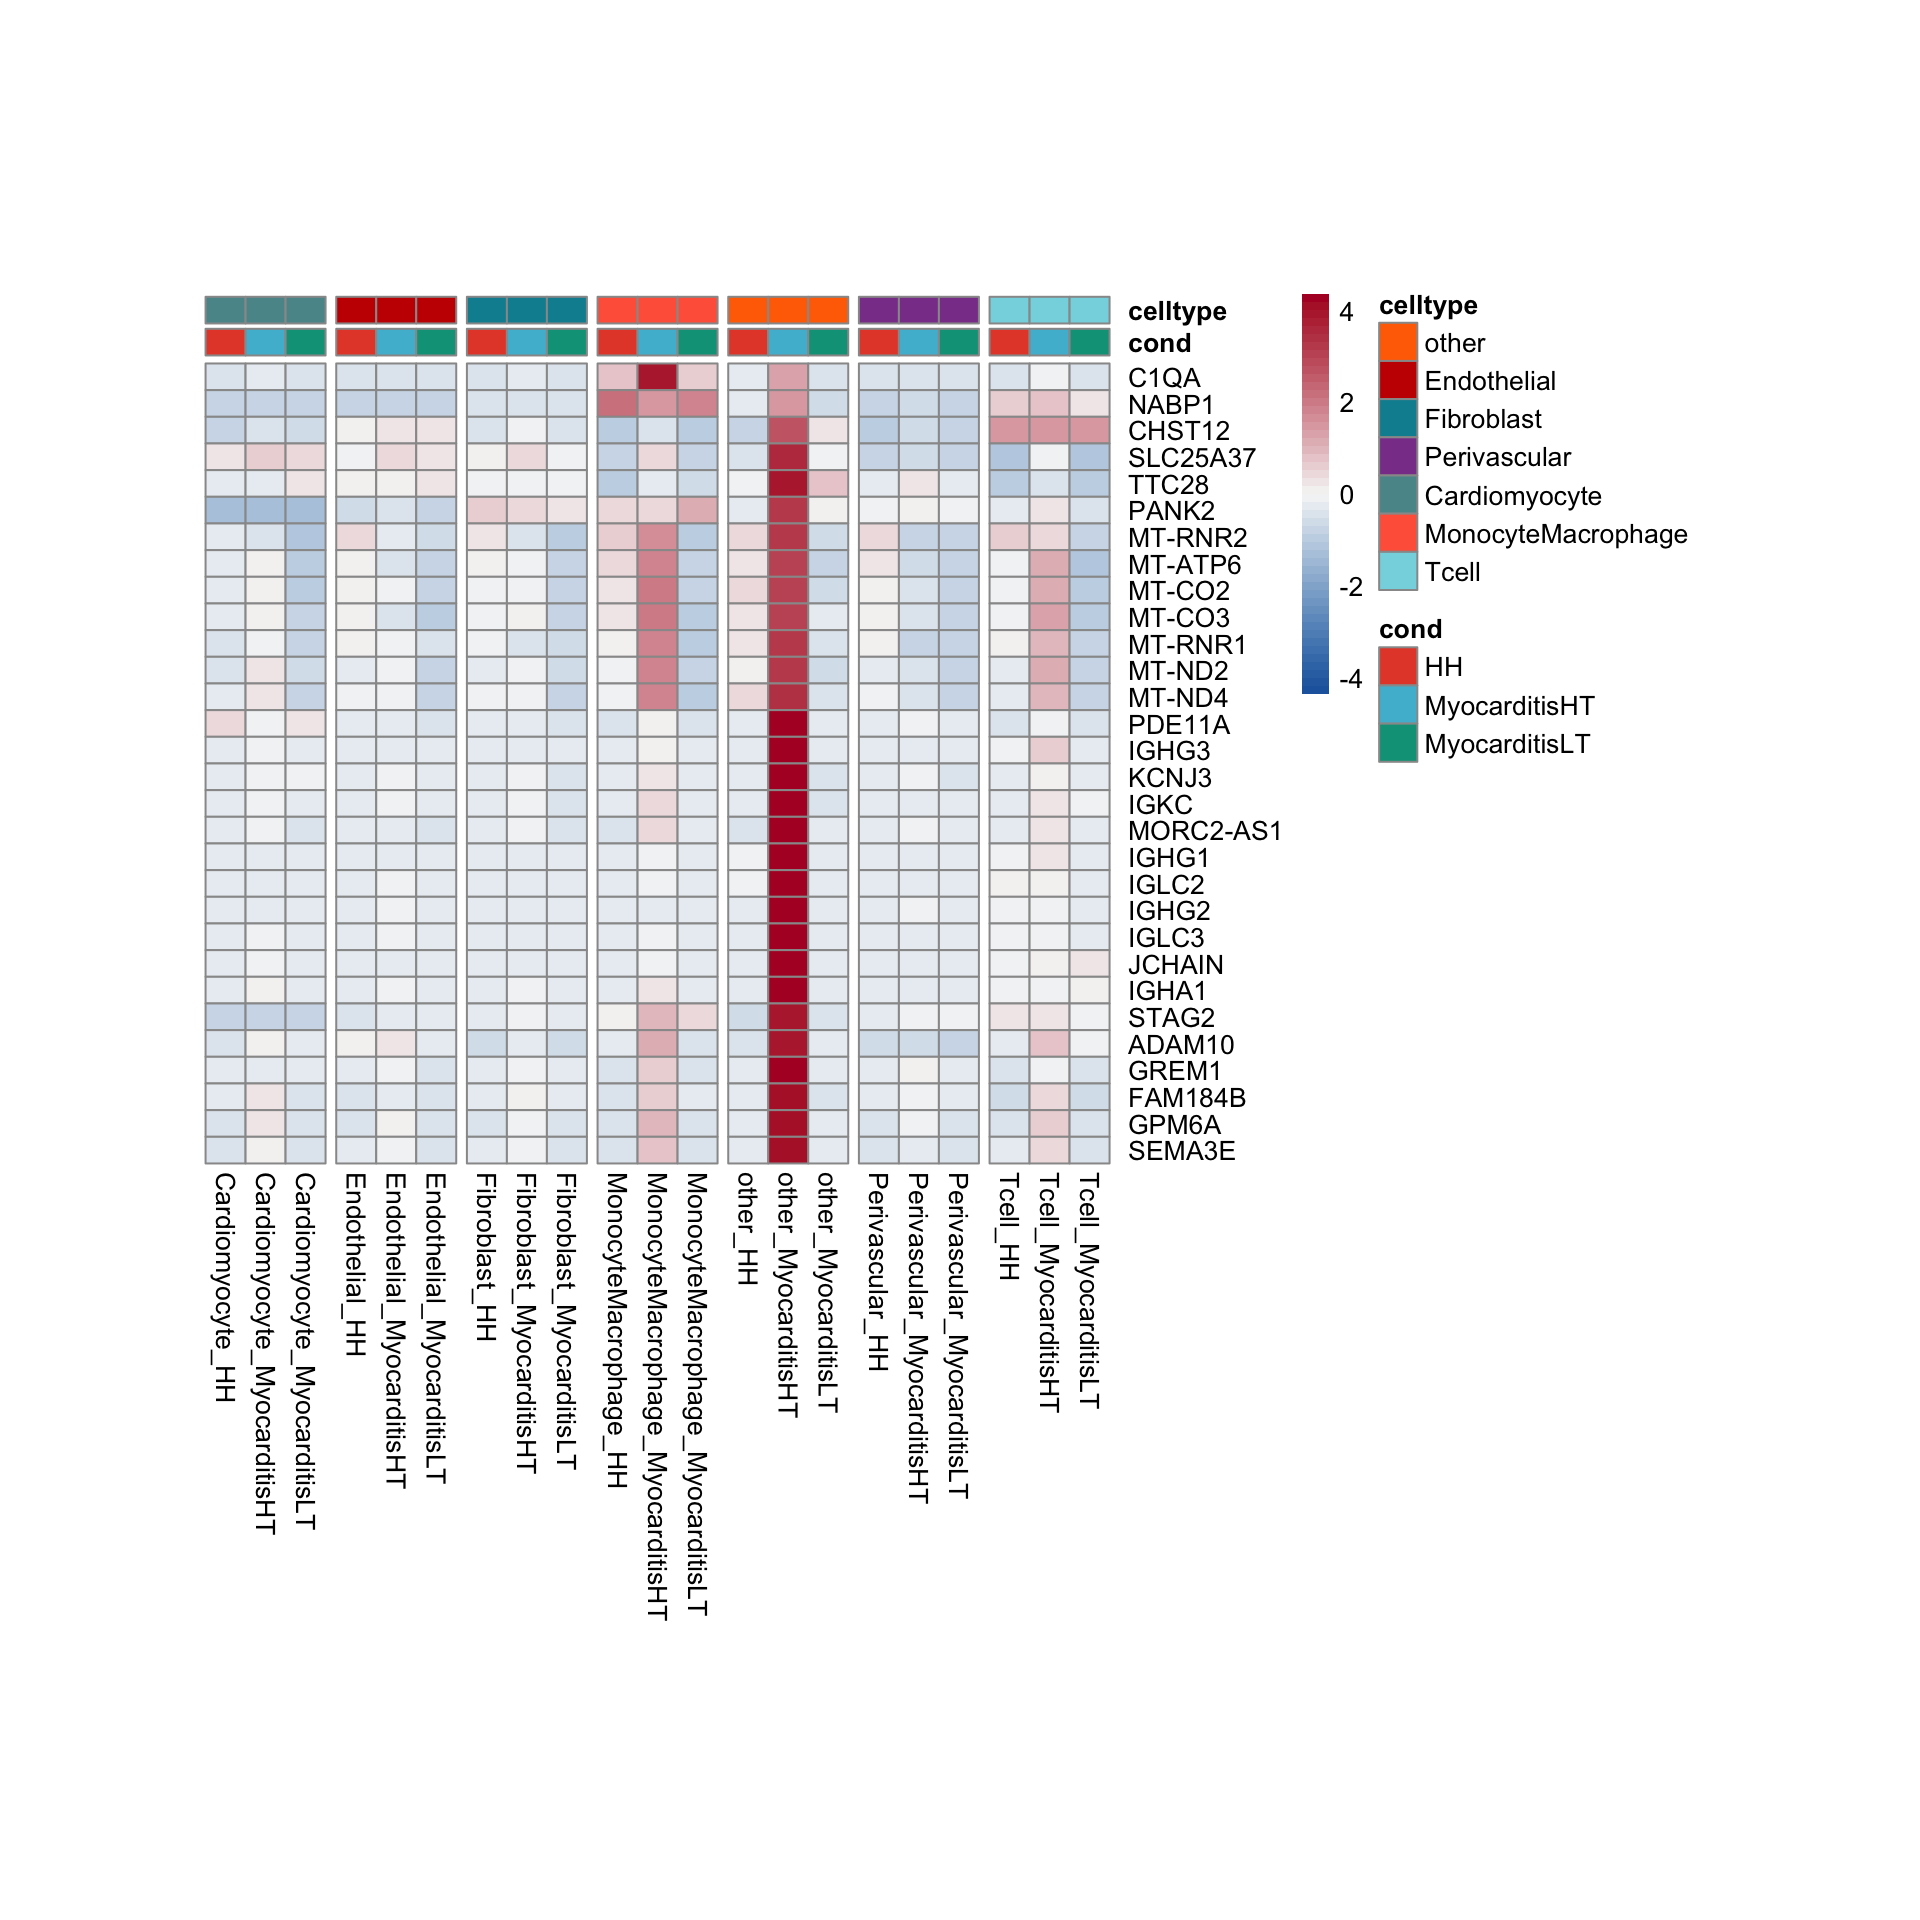 celltype
cond
C1QA
NABP1
CHST12
SLC25A37
TTC28
PANK2
MT-RNR2
MT-ATP6
MT-CO2
MT-CO3
MT-RNR1
MT-ND2
MT-ND4
PDE11A
IGHG3
KCNJ3
IGKC
MORC2-AS1
IGHG1
IGLC2
IGHG2
IGLC3
JCHAIN
IGHA1
STAG2
ADAM10
GREM1
FAM184B
GPM6A
SEMA3E
4
2
0
-2
-4
celltype
other
Endothelial
Fibroblast
Perivascular
Cardiomyocyte
MonocyteMacrophage
Tcell
cond
HH
MyocarditisHT
MyocarditisLT
Cardiomyocyte_HH
Cardiomyocyte_MyocarditisHT
Cardiomyocyte_MyocarditisLT
Endothelial_HH
Endothelial_MyocarditisHT
Endothelial_MyocarditisLT
Fibroblast_HH
Fibroblast_MyocarditisHT
Fibroblast_MyocarditisLT
MonocyteMacrophage_HH
MonocyteMacrophage_MyocarditisHT
MonocyteMacrophage_MyocarditisLT
other_HH
other_MyocarditisHT
other_MyocarditisLT
Perivascular_HH
Perivascular_MyocarditisHT
Perivascular_MyocarditisLT
Tcell_HH
Tcell_MyocarditisHT
Tcell_MyocarditisLT